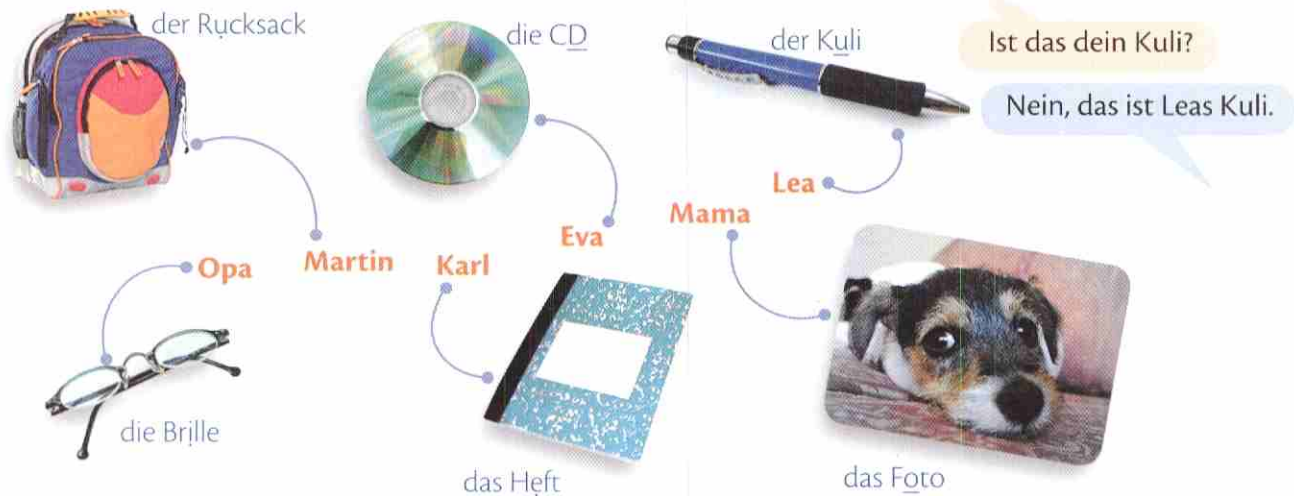 der Rucksack
die CD
der Kuli
Ist das dein Kuli?
Nein, das ist Leas Kuli.
Lea
Mama
Eva
Opa
Martin
Karl
die Brille
das Heft
das Foto